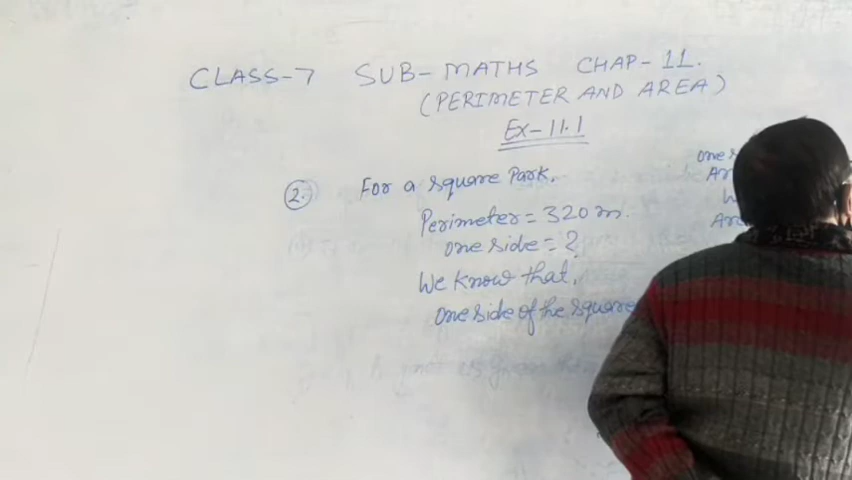 CLASS-7 SUB-MATHS CHAP-11.
(PERIMETER AND AREA)
Ex-11.1
2. For a square Park.
Perimeter = 320 m.
one side = ?
We know that,
one side of the square
one